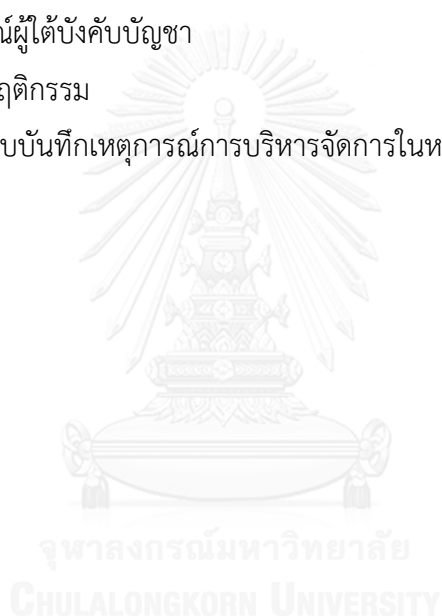 ณ์ผู้ใต้บังคับบัญชา
ฤติกรรม
บบันทึกเหตุการณ์การบริหารจัดการในห
จุฬาลงกรณ์มหาวิทยาลัย
CHULALONGKORN UNIVERSITY